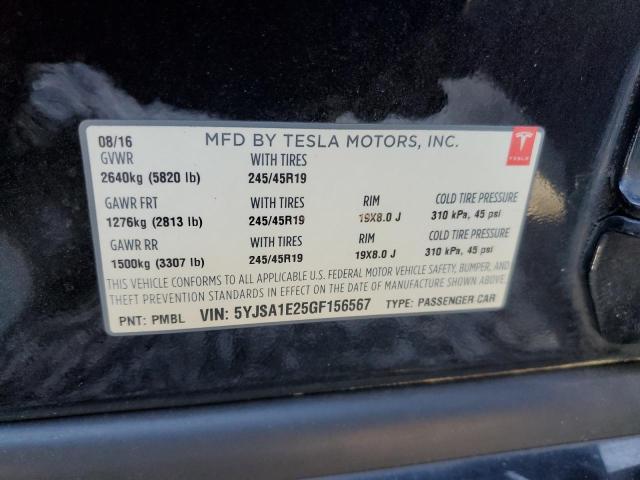 08/16 MFD BY TESLA MOTORS, INC.
GVWR WITH TIRES
2640kg (5820 lb) 245/45R19
TESLA
GAWR FRT WITH TIRES RIM COLD TIRE PRESSURE
1276kg (2813 lb) 245/45R19 19X8.0 J 310 kPa, 45 psi
GAWR RR WITH TIRES RIM COLD TIRE PRESSURE
1500kg (3307 lb) 245/45R19 19X8.0 J 310 kPa, 45 psi
THIS VEHICLE CONFORMS TO ALL APPLICABLE U.S. FEDERAL MOTOR VEHICLE SAFETY, BUMPER, AND
THEFT PREVENTION STANDARDS IN EFFECT ON THE DATE OF MANUFACTURE SHOWN ABOVE.
PNT: PMBL VIN: 5YJSA1E25GF156567 TYPE: PASSENGER CAR